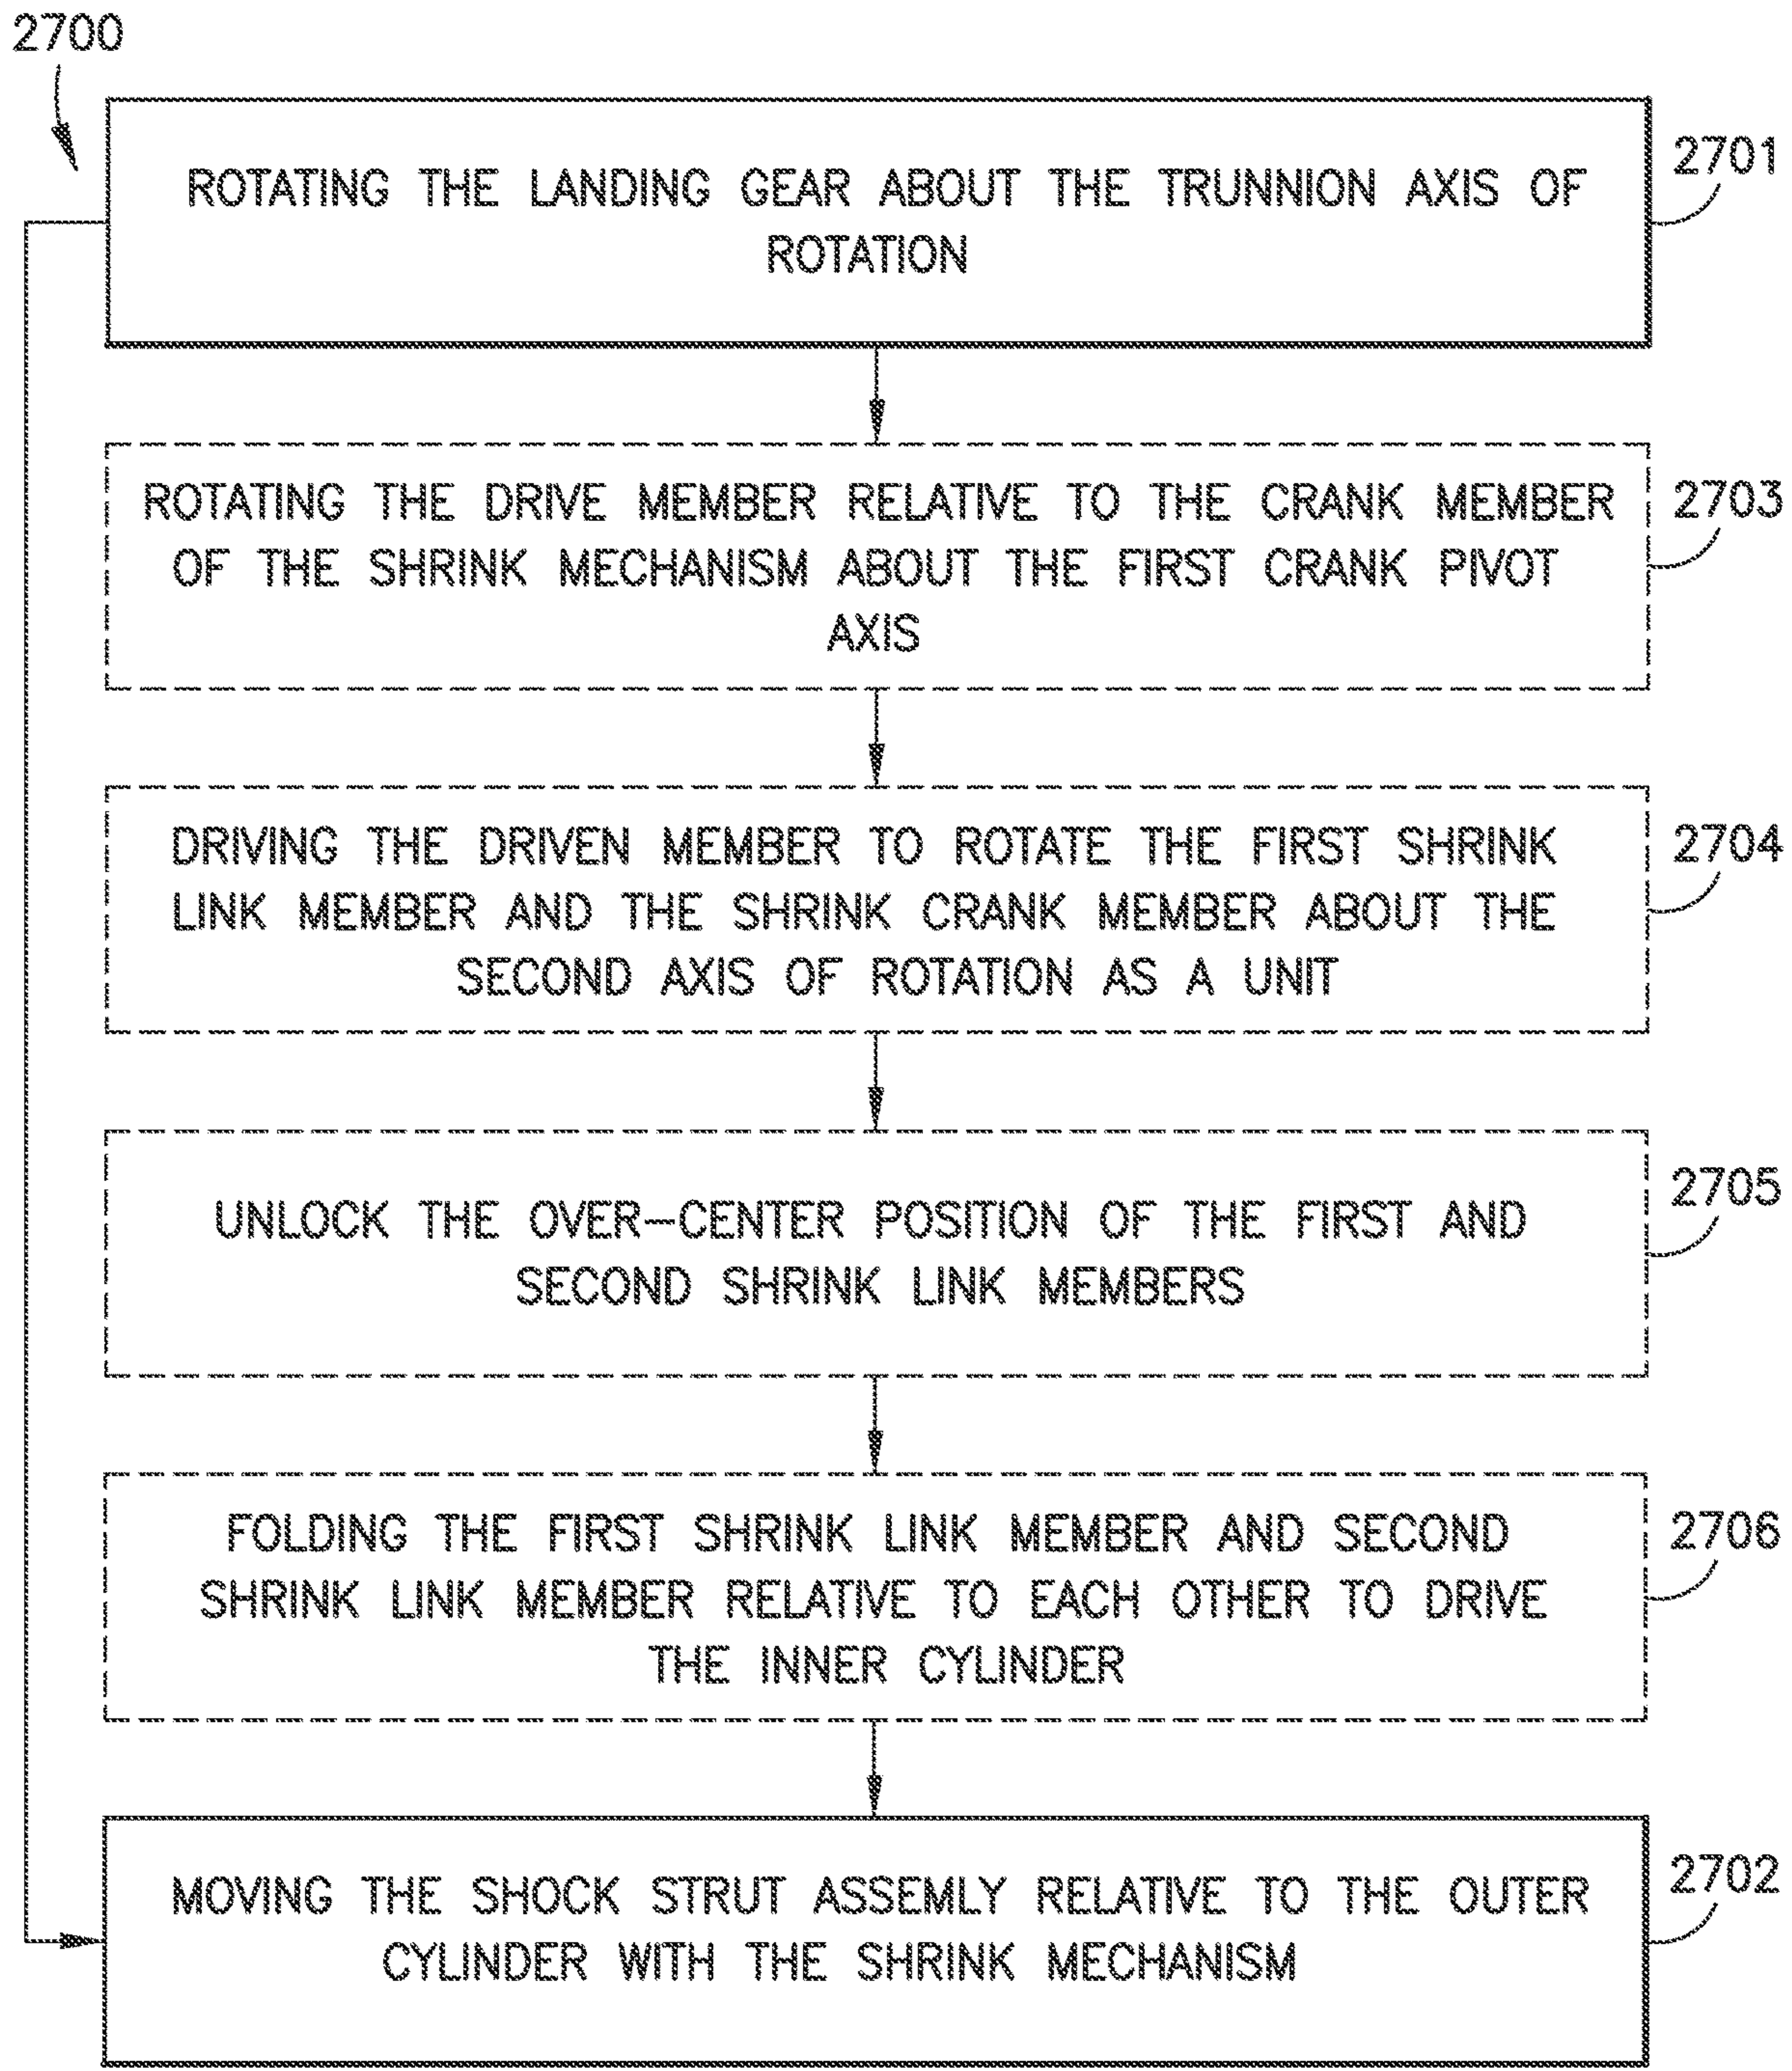 2700
ROTATING THE LANDING GEAR ABOUT THE TRUNNION AXIS OF
ROTATION
2701
ROTATING THE DRIVE MEMBER RELATIVE TO THE CRANK MEMBER
OF THE SHRINK MECHANISM ABOUT THE FIRST CRANK PIVOT
AXIS
2703
DRIVING THE DRIVEN MEMBER TO ROTATE THE FIRST SHRINK
LINK MEMBER AND THE SHRINK CRANK MEMBER ABOUT THE
SECOND AXIS OF ROTATION AS A UNIT
2704
UNLOCK THE OVER–CENTER POSITION OF THE FIRST AND
SECOND SHRINK LINK MEMBERS
2705
FOLDING THE FIRST SHRINK LINK MEMBER AND SECOND
SHRINK LINK MEMBER RELATIVE TO EACH OTHER TO DRIVE
THE INNER CYLINDER
2706
MOVING THE SHOCK STRUT ASSEMLY RELATIVE TO THE OUTER
CYLINDER WITH THE SHRINK MECHANISM
2702